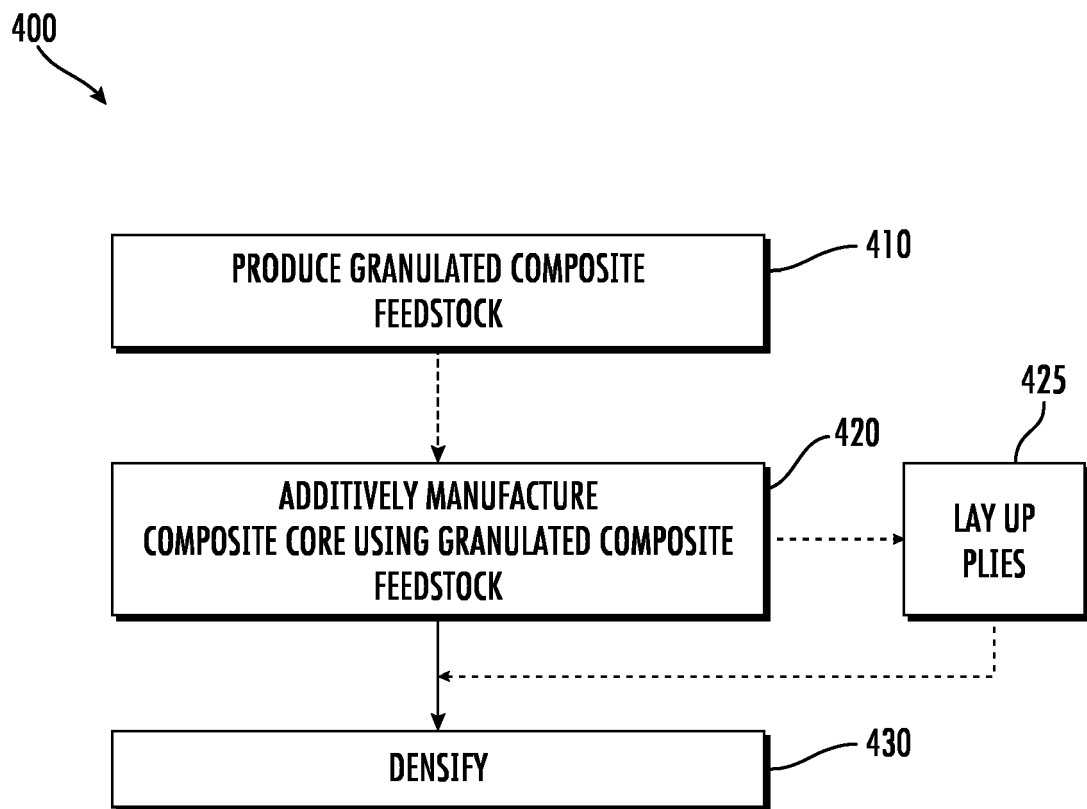 400
PRODUCE GRANULATED COMPOSITE
FEEDSTOCK
410
ADDITIVELY MANUFACTURE
COMPOSITE CORE USING GRANULATED COMPOSITE
FEEDSTOCK
420
LAY UP
PLIES
425
DENSIFY
430